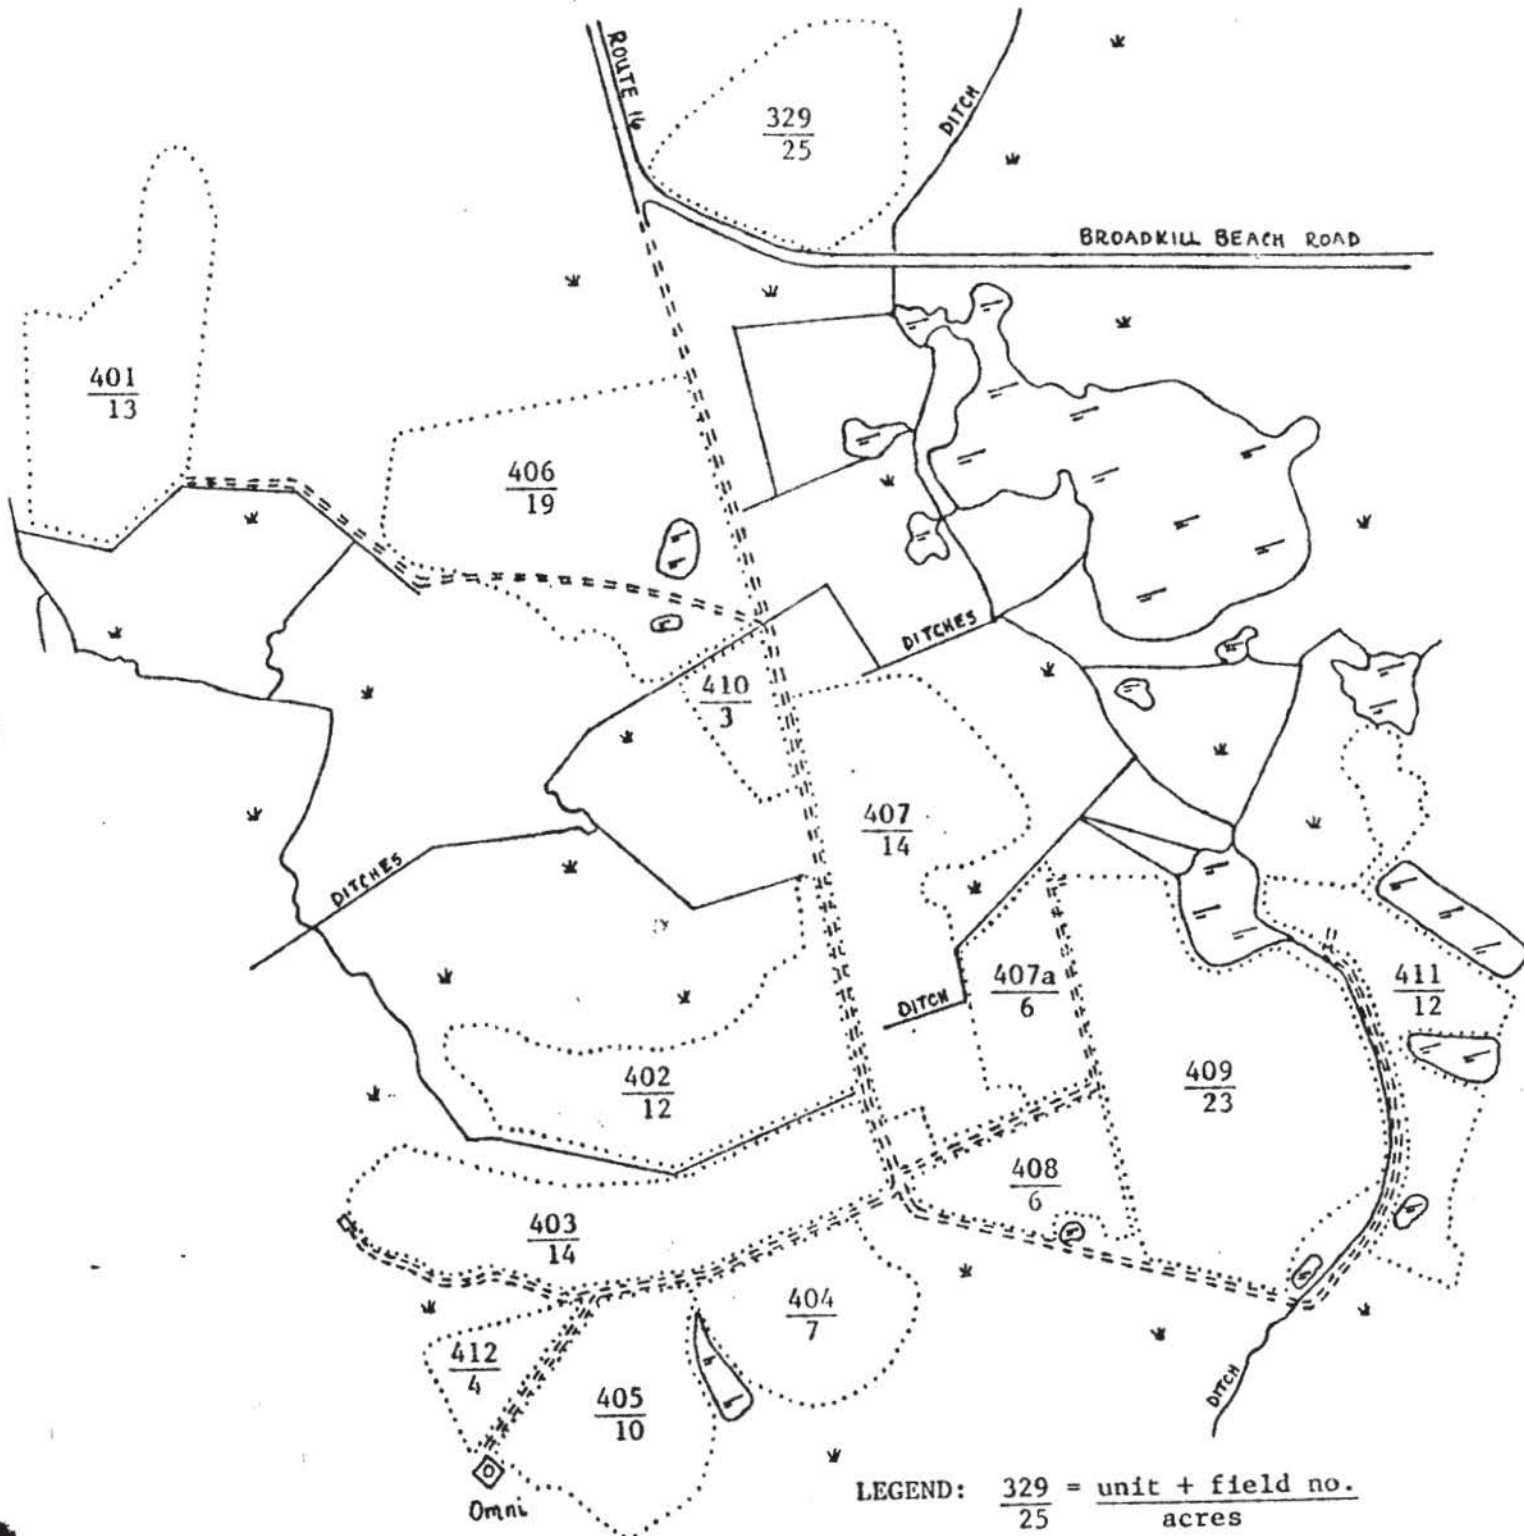 ROUTE 16
329
25
DITCH
BROADKILL BEACH ROAD
401
13
406
19
DITCHES
410
3
407
14
DITCHES
407a
6
DITCH
411
12
402
12
409
23
408
6
403
14
404
7
412
4
405
10
DITCH
Omni
LEGEND: 329 = unit + field no.
25 acres